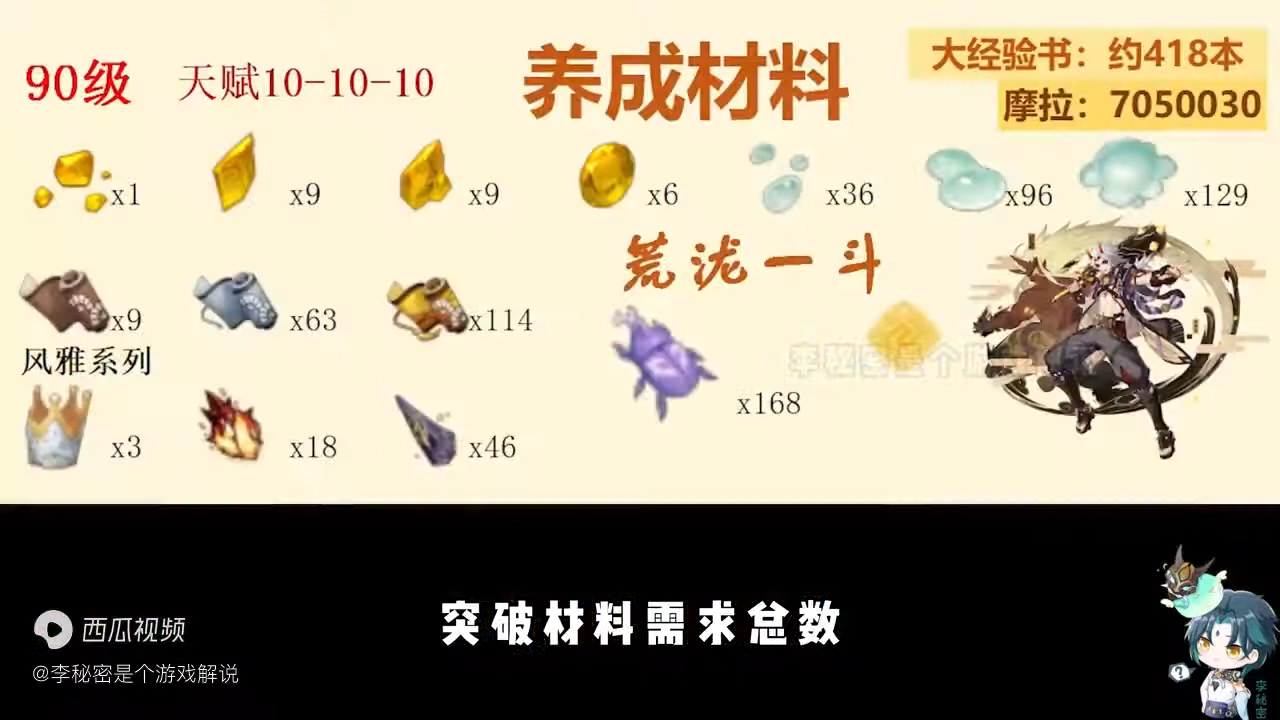 90级
天赋10-10-10
养成材料
大经验书：约418本
摩拉：7050030
x1
x9
x9
x6
x36
x96
x129
荒泷一斗
x9
x63
x114
风雅系列
x168
x3
x18
x46
突破材料需求总数
西瓜视频
@李秘密是个游戏解说
李秘密